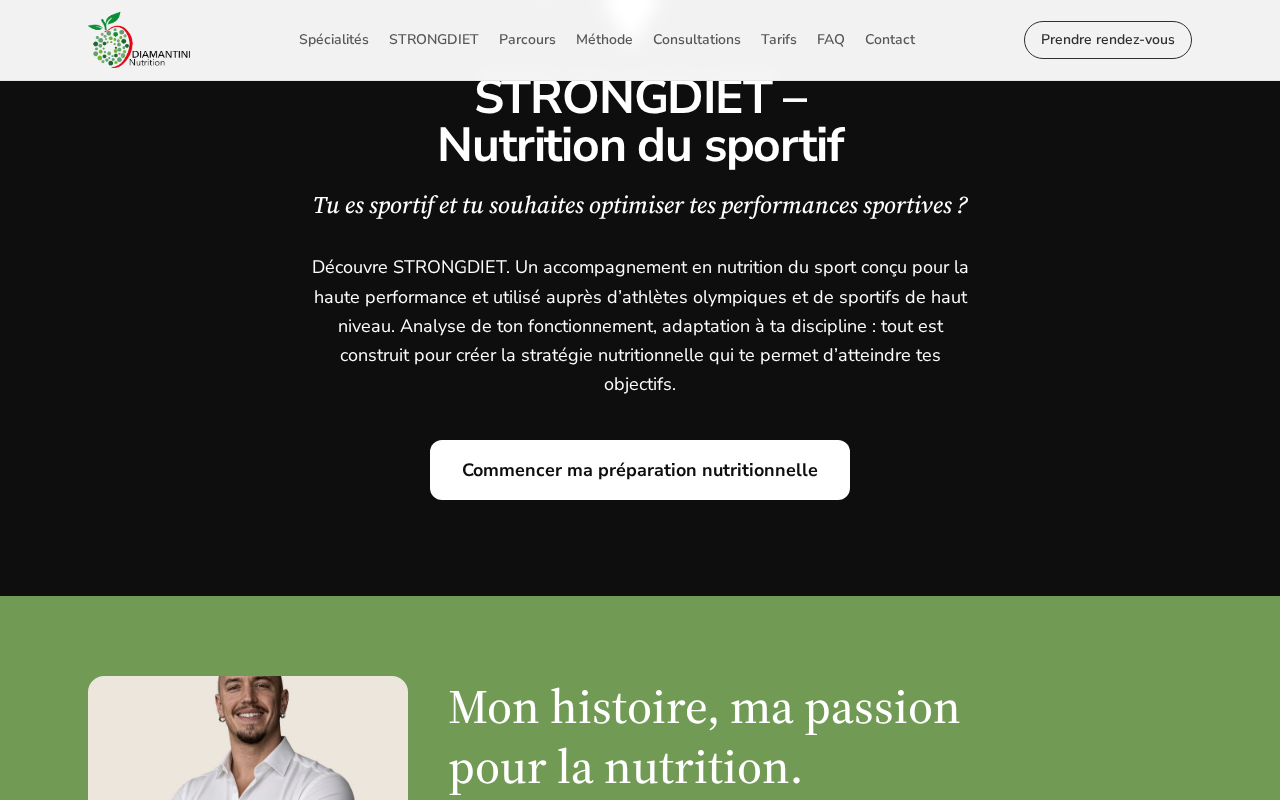 DIAMANTINI
Nutrition
Spécialités STRONGDIET Parcours Méthode Consultations Tarifs FAQ Contact
Prendre rendez-vous
STRONGDIET –
Nutrition du sportif
Tu es sportif et tu souhaites optimiser tes performances sportives ?
Découvre STRONGDIET. Un accompagnement en nutrition du sport conçu pour la
haute performance et utilisé auprès d’athlètes olympiques et de sportifs de haut
niveau. Analyse de ton fonctionnement, adaptation à ta discipline : tout est
construit pour créer la stratégie nutritionnelle qui te permet d’atteindre tes
objectifs.
Commencer ma préparation nutritionnelle
Mon histoire, ma passion
pour la nutrition.